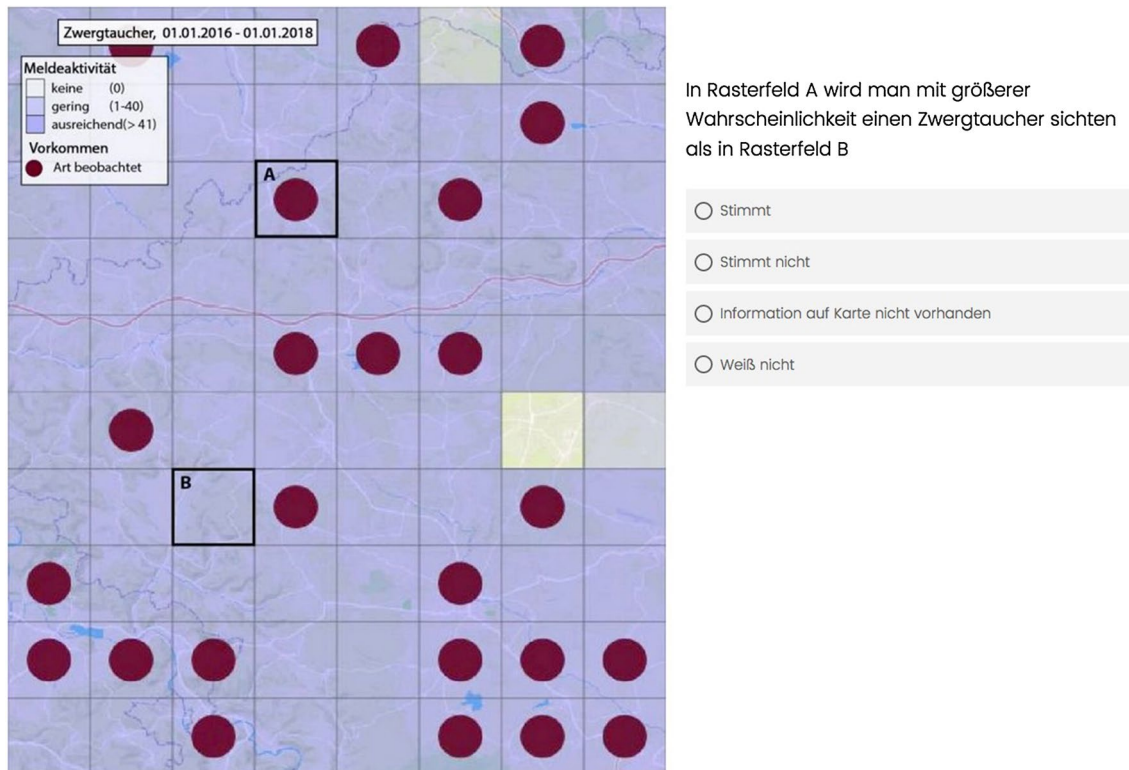 Zwergtaucher, 01.01.2016 - 01.01.2018
Meldeaktivität
keine (0)
gering (1-40)
ausreichend(> 41)
Vorkommen
Art beobachtet
A
B
In Rasterfeld A wird man mit größerer
Wahrscheinlichkeit einen Zwergtaucher sichten
als in Rasterfeld B
Stimmt
Stimmt nicht
Information auf Karte nicht vorhanden
Weiß nicht